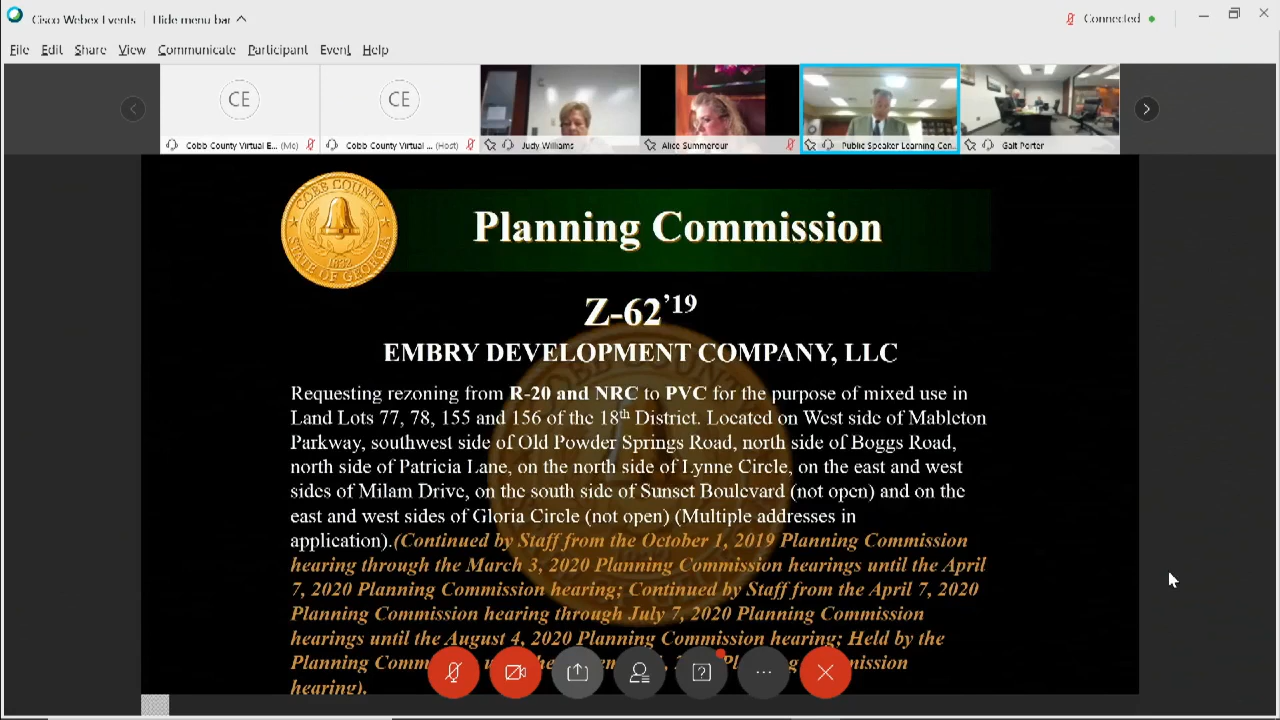 Cisco Webex Events
Hide menu bar
Connected
File Edit Share View Communicate Participant Event Help
CE
CE
Cobb County Virtual E... (Me)
Cobb County Virtual ... (Host)
Judy Williams
Alice Summerour
Public Speaker Learning Cen...
Galt Porter
COBB COUNTY
STATE OF GEORGIA
1832
Planning Commission
Z-62'19
EMBRY DEVELOPMENT COMPANY, LLC
Requesting rezoning from R-20 and NRC to PVC for the purpose of mixed use in
Land Lots 77, 78, 155 and 156 of the 18th District. Located on West side of Mableton
Parkway, southwest side of Old Powder Springs Road, north side of Boggs Road,
north side of Patricia Lane, on the north side of Lynne Circle, on the east and west
sides of Milam Drive, on the south side of Sunset Boulevard (not open) and on the
east and west sides of Gloria Circle (not open) (Multiple addresses in
application).(Continued by Staff from the October 1, 2019 Planning Commission
hearing through the March 3, 2020 Planning Commission hearings until the April
7, 2020 Planning Commission hearing; Continued by Staff from the April 7, 2020
Planning Commission hearing through July 7, 2020 Planning Commission
hearings until the August 4, 2020 Planning Commission hearing; Held by the
Planning
hearing).